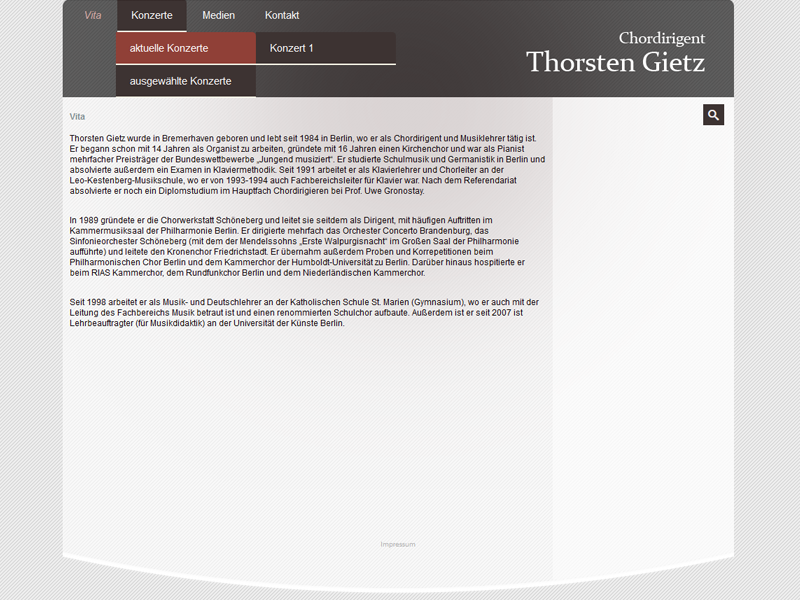 Vita
Konzerte
Medien
Kontakt
aktuelle Konzerte
Konzert 1
ausgewählte Konzerte
Chordirigent
Thorsten Gietz
Vita
Thorsten Gietz wurde in Bremerhaven geboren und lebt seit 1984 in Berlin, wo er als Chordirigent und Musiklehrer tätig ist.
Er begann schon mit 14 Jahren als Organist zu arbeiten, gründete mit 16 Jahren einen Kirchenchor und war als Pianist
mehrfacher Preisträger der Bundeswettbewerbe „Jungend musiziert“. Er studierte Schulmusik und Germanistik in Berlin und
absolvierte außerdem ein Examen in Klaviermethodik. Seit 1991 arbeitet er als Klavierlehrer und Chorleiter an der
Leo-Kestenberg-Musikschule, wo er von 1993-1994 auch Fachbereichsleiter für Klavier war. Nach dem Referendariat
absolvierte er noch ein Diplomstudium im Hauptfach Chordirigieren bei Prof. Uwe Gronostay.
In 1989 gründete er die Chorwerkstatt Schöneberg und leitet sie seitdem als Dirigent, mit häufigen Auftritten im
Kammermusiksaal der Philharmonie Berlin. Er dirigierte mehrfach das Orchester Concerto Brandenburg, das
Sinfonieorchester Schöneberg (mit dem der Mendelssohns „Erste Walpurgisnacht“ im Großen Saal der Philharmonie
aufführte) und leitete den Kronenchor Friedrichstadt. Er übernahm außerdem Proben und Korrepetitionen beim
Philharmonischen Chor Berlin und dem Kammerchor der Humboldt-Universität zu Berlin. Darüber hinaus hospitierte er
beim RIAS Kammerchor, dem Rundfunkchor Berlin und dem Niederländischen Kammerchor.
Seit 1998 arbeitet er als Musik- und Deutschlehrer an der Katholischen Schule St. Marien (Gymnasium), wo er auch mit der
Leitung des Fachbereichs Musik betraut ist und einen renommierten Schulchor aufbaute. Außerdem ist er seit 2007 ist
Lehrbeauftragter (für Musikdidaktik) an der Universität der Künste Berlin.
Impressum